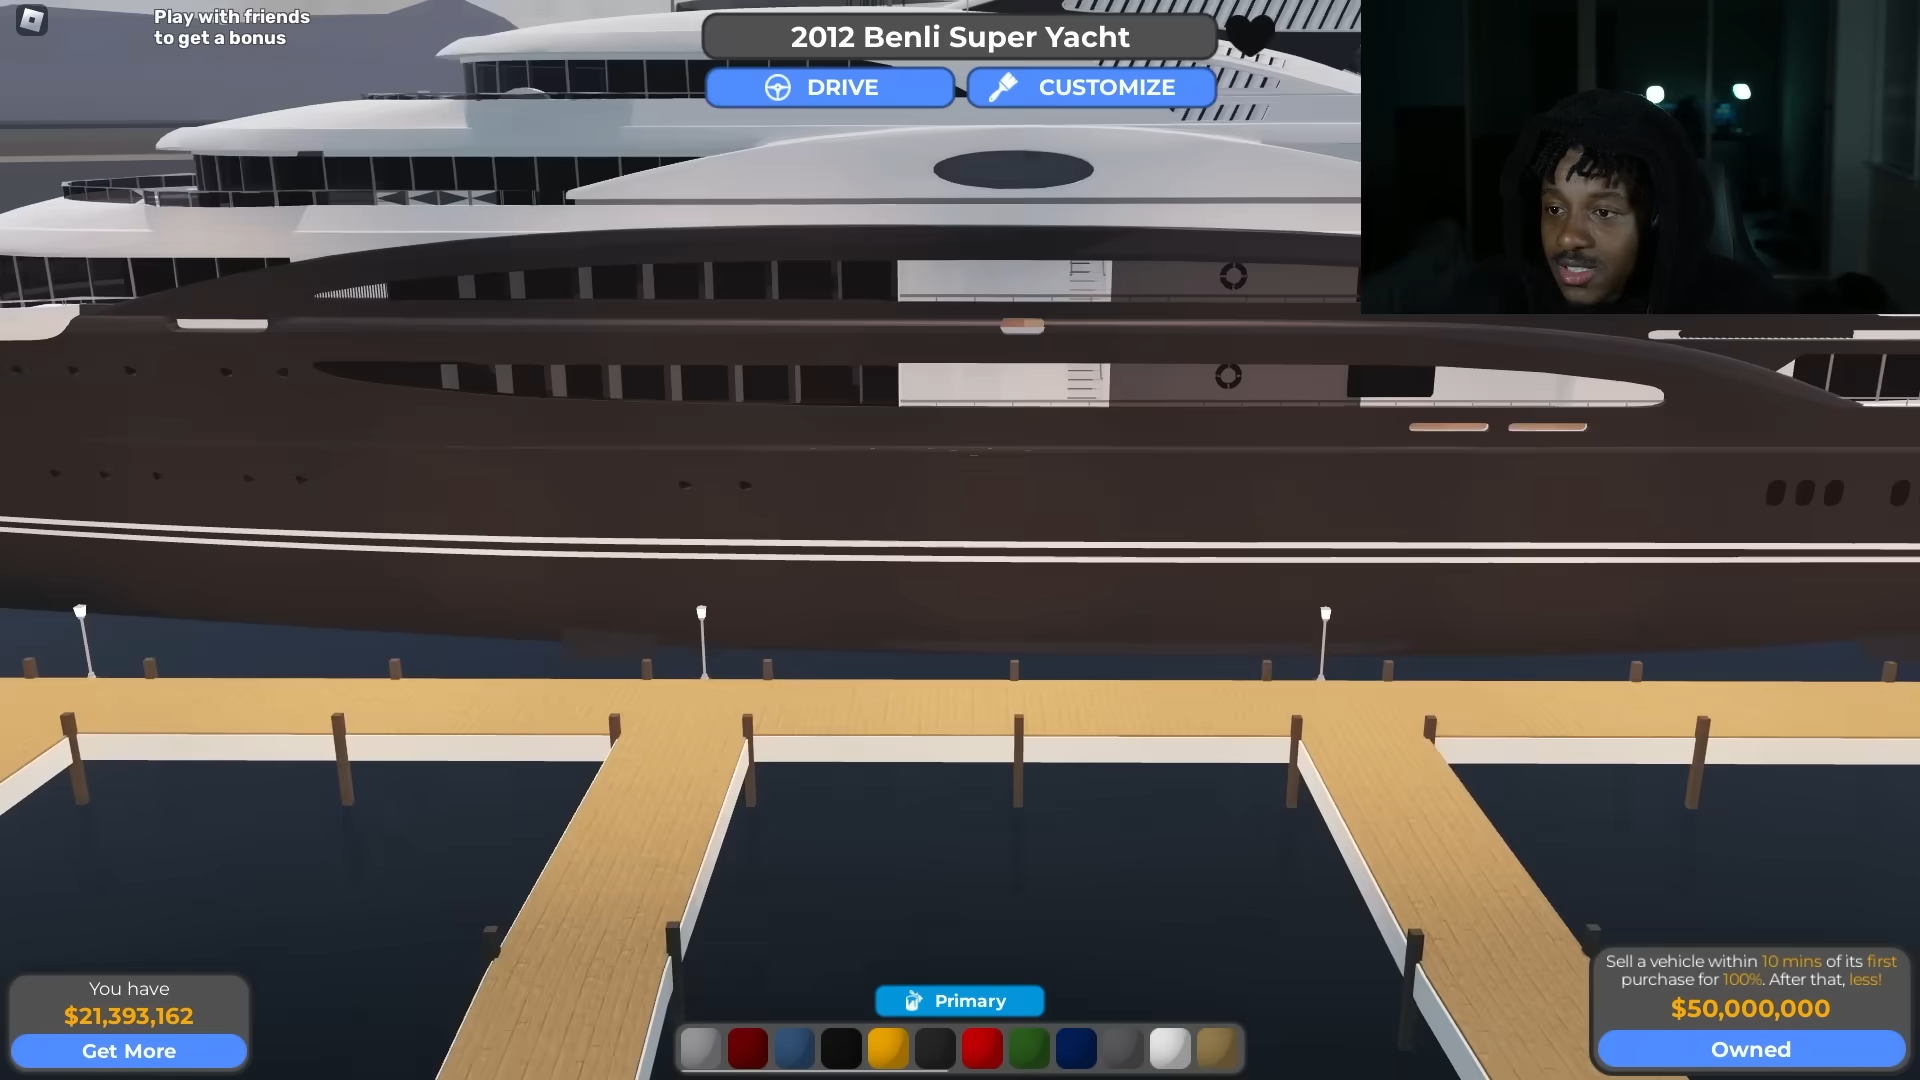 Play with friends
to get a bonus
2012 Benli Super Yacht
DRIVE
CUSTOMIZE
You have
$21,393,162
Get More
Primary
Sell a vehicle within 10 mins of its first
purchase for 100%. After that, less!
$50,000,000
Owned